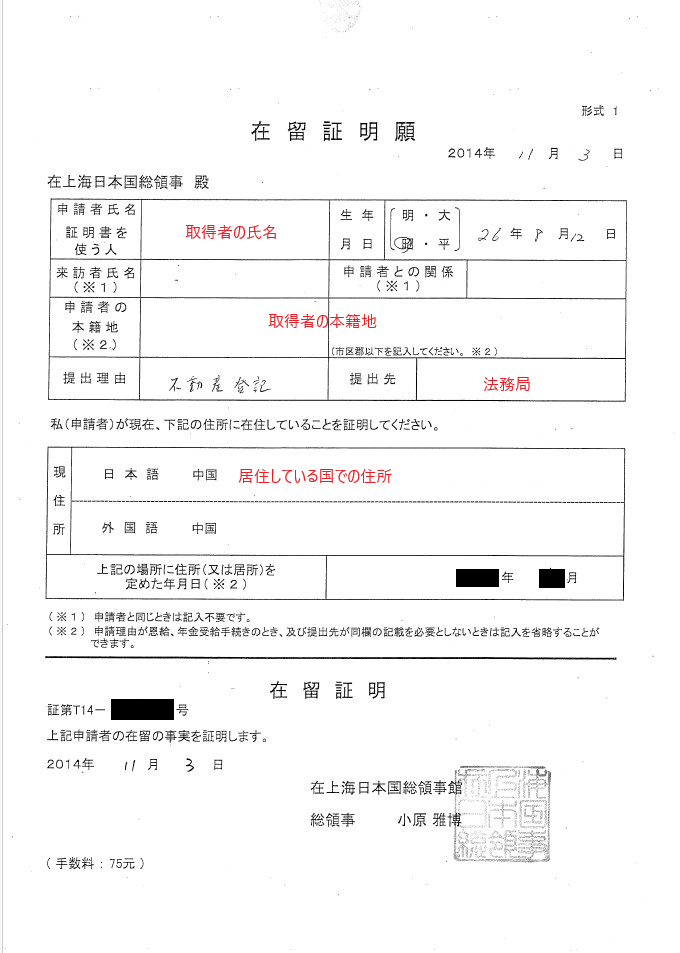 形式 1
在留証明願
2014年 11 月 3 日
在上海日本国総領事 殿
申請者氏名
証明書を
使う人
取得者の氏名
生年
月日
明・大
昭・平
26 年 8 月 12 日
来訪者氏名
(※1)
-
申請者との関係
(※1)
申請者の
本籍地
(※2)
取得者の本籍地
(市区郡以下を記入してください。 ※2)
提出理由
不動産登記
提出先
法務局
私(申請者)が現在、下記の住所に在住していることを証明してください。
現住所
日本語 中国 居住している国での住所
外国語 中国
上記の場所に住所(又は居所)を
定めた年月日(※2)
年 月
(※1) 申請者と同じときは記入不要です。
(※2) 申請理由が恩給、年金受給手続きのとき、及び提出先が同欄の記載を必要としないときは記入を省略することが
できます。
在留証明
証第T14- 号
上記申請者の在留の事実を証明します。
2014年 11 月 3 日
在上海日本国総領事館
総領事 小原 雅博
(手数料：75元)